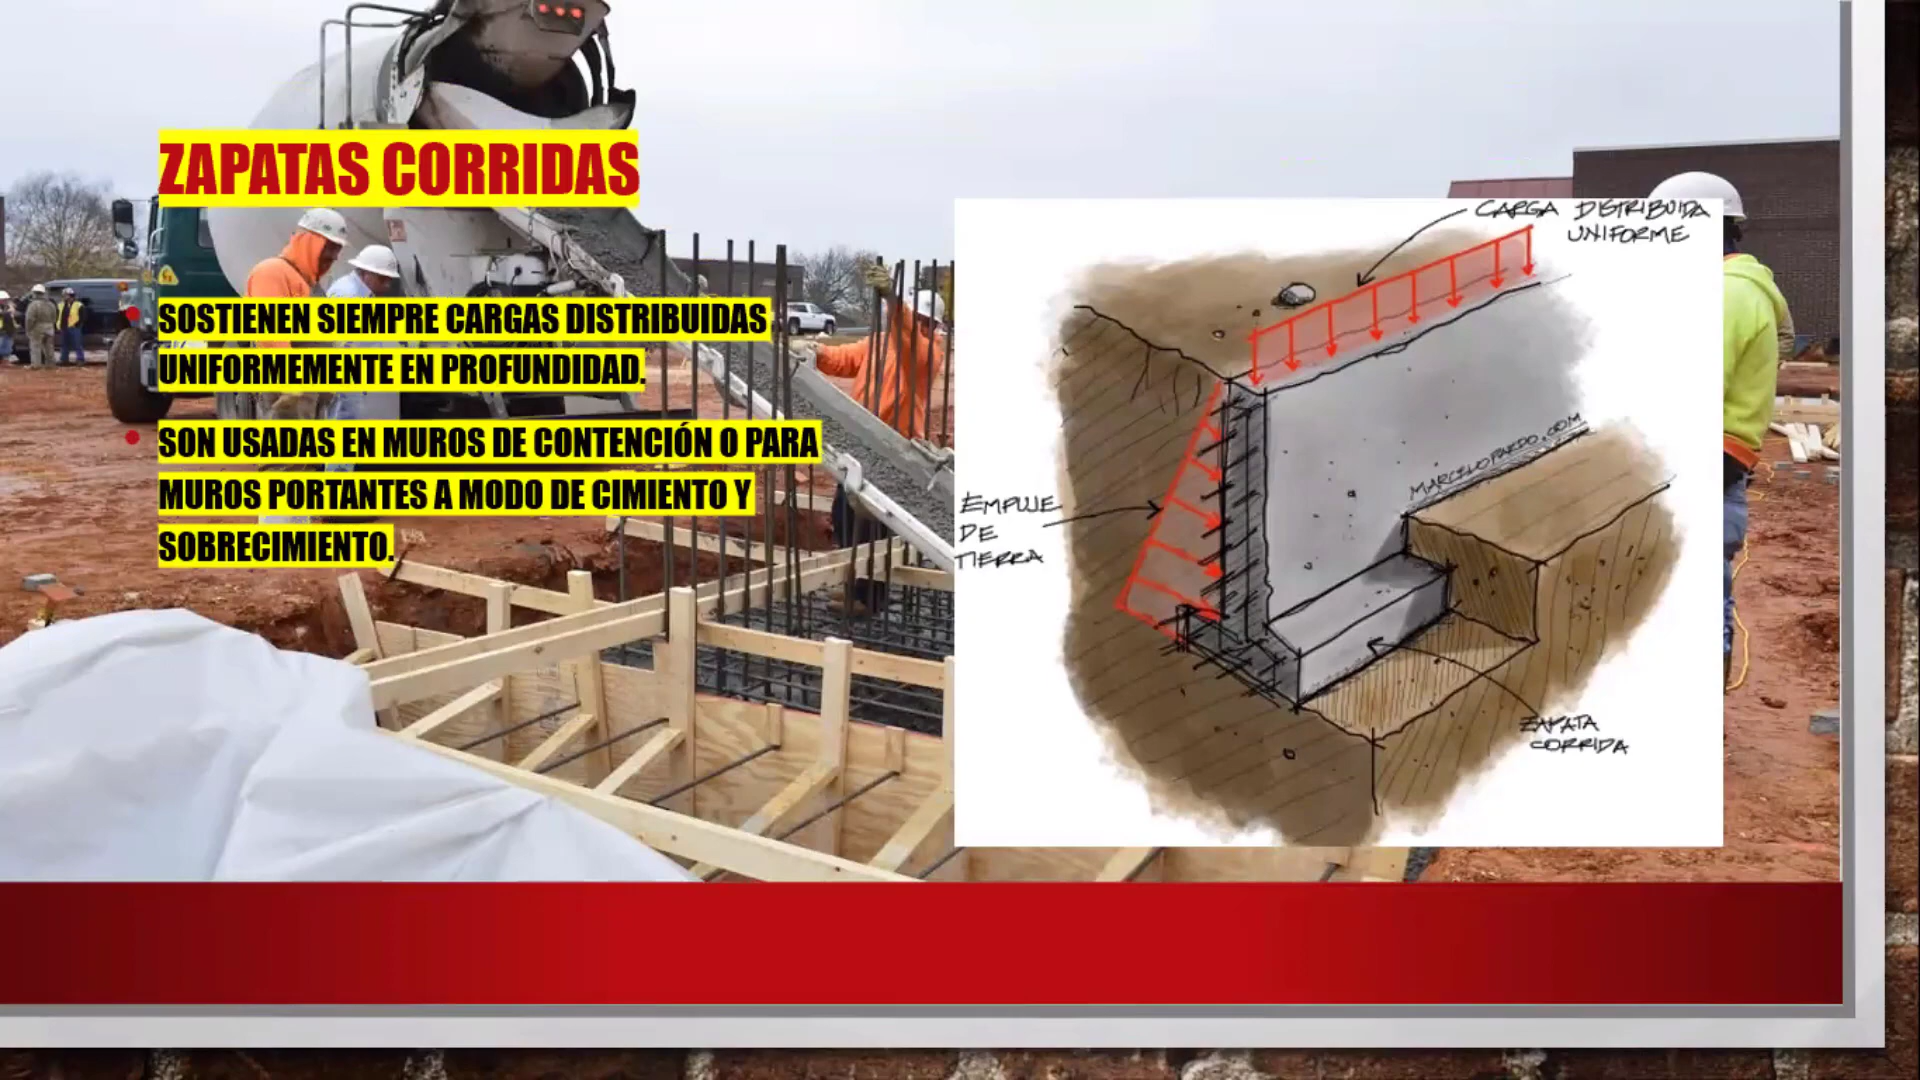 ZAPATAS CORRIDAS
SOSTIENEN SIEMPRE CARGAS DISTRIBUIDAS
UNIFORMEMENTE EN PROFUNDIDAD.
SON USADAS EN MUROS DE CONTENCIÓN O PARA
MUROS PORTANTES A MODO DE CIMIENTO Y
SOBRECIMIENTO.
CARGA DISTRIBUIDA
UNIFORME
EMPUJE
DE
TIERRA
MARCELOPARDO.COM
ZAPATA
CORRIDA